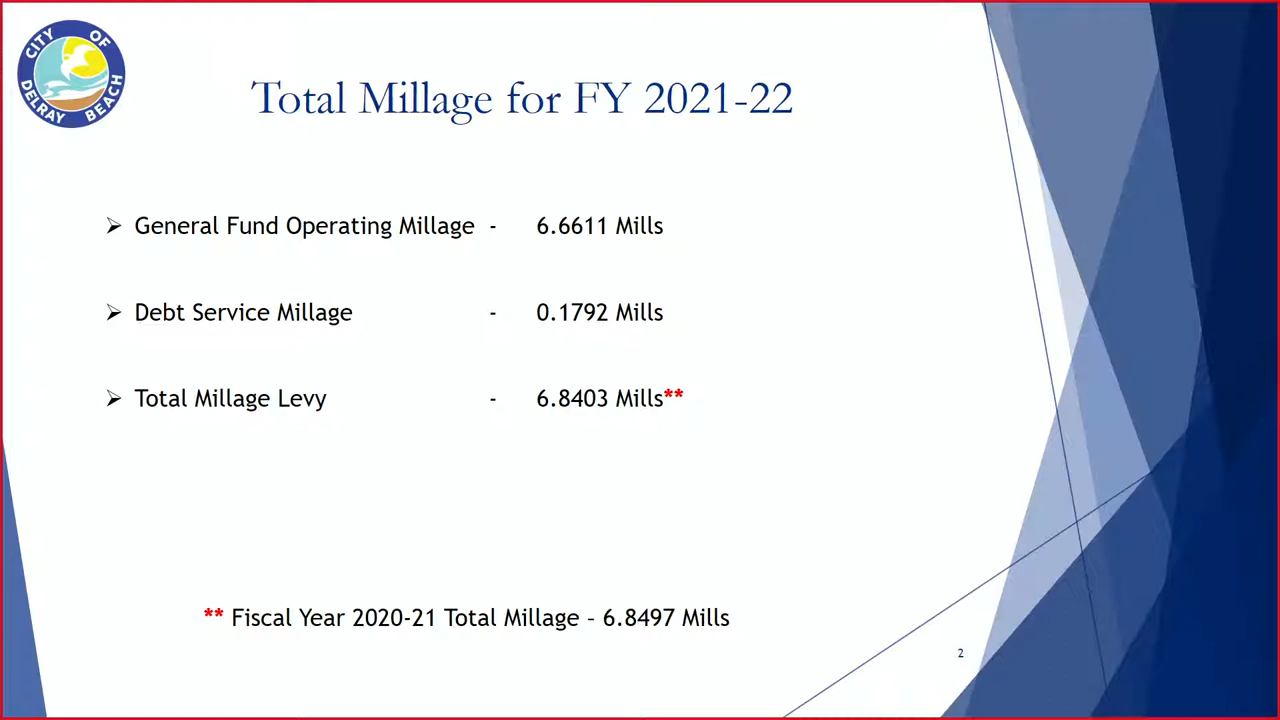 CITY OF
DELRAY BEACH
Total Millage for FY 2021-22
➢ General Fund Operating Millage - 6.6611 Mills
➢ Debt Service Millage - 0.1792 Mills
➢ Total Millage Levy - 6.8403 Mills**
** Fiscal Year 2020-21 Total Millage – 6.8497 Mills
2